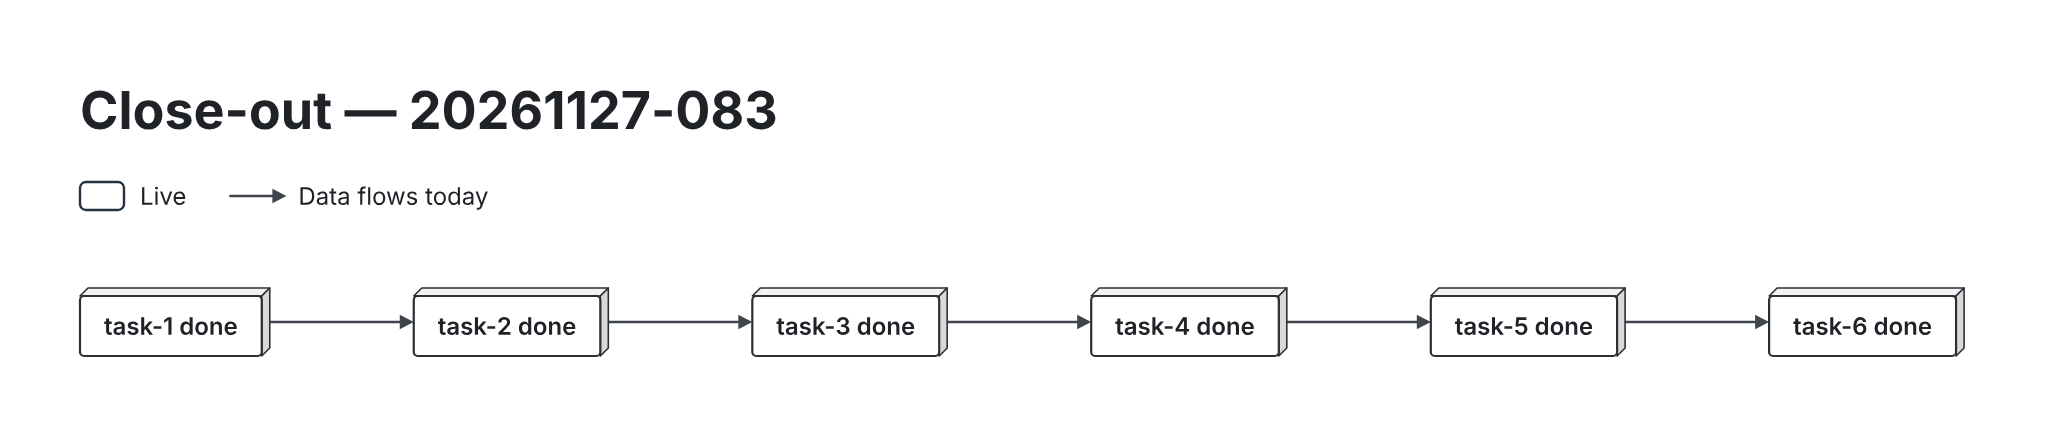 Close-out — 20261127-083
Live
Data flows today
task-1 done
task-2 done
task-3 done
task-4 done
task-5 done
task-6 done